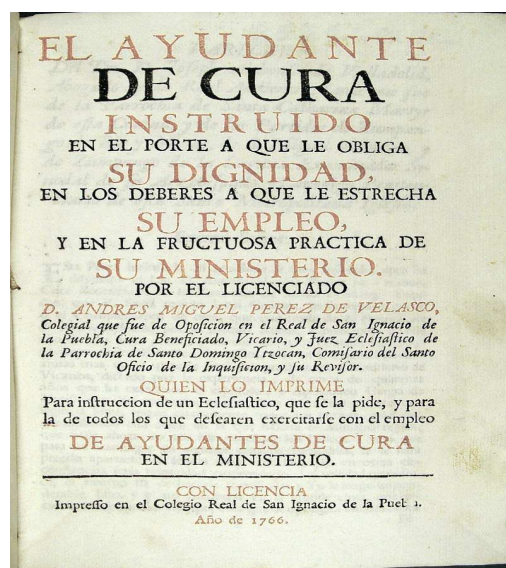 EL AYUDANTE
DE CURA
INSTRUIDO
EN EL PORTE A QUE LE OBLIGA
SU DIGNIDAD,
EN LOS DEBERES A QUE LE ESTRECHA
SU EMPLEO,
Y EN LA FRUCTUOSA PRACTICA DE
SU MINISTERIO.
POR EL LICENCIADO
D. ANDRES MIGUEL PEREZ DE VELASCO,
Colegial que fue de Opoſicion en el Real de San Ignacio de
la Puebla, Cura Beneficiado, Vicario, y Juez Ecleſiaſtico de
la Parrochia de Santo Domingo Ytzocan, Comiſario del Santo
Oficio de la Inquiſicion, y ſu Reviſor.
QUIEN LO IMPRIME
Para inſtruccion de un Ecleſiaſtico, que ſe la pide, y para
la de todos los que deſearen exercitarſe con el empleo
DE AYUDANTES DE CURA
EN EL MINISTERIO.
CON LICENCIA
Impreſſo en el Colegio Real de San Ignacio de la Puebla.
Año de 1766.